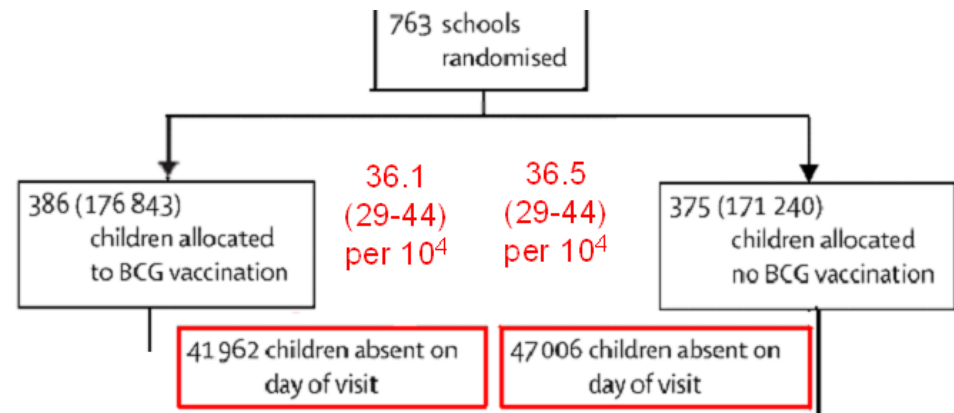 763 schools
randomised
386 (176 843)
children allocated
to BCG vaccination
36.1
(29-44)
per 10⁴
36.5
(29-44)
per 10⁴
375 (171 240)
children allocated
no BCG vaccination
41 962 children absent on
day of visit
47 006 children absent on
day of visit